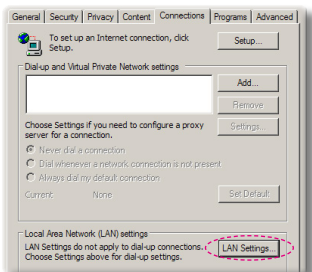 General Security Privacy Content Connections Programs Advanced
To set up an Internet connection, click Setup.
Setup...
Dial-up and Virtual Private Network settings
Add...
Remove
Choose Settings if you need to configure a proxy server for a connection.
Settings...
Never dial a connection
Dial whenever a network connection is not present
Always dial my default connection
Current: None
Set Default
Local Area Network (LAN) settings
LAN Settings do not apply to dial-up connections. Choose Settings above for dial-up settings.
LAN Settings...